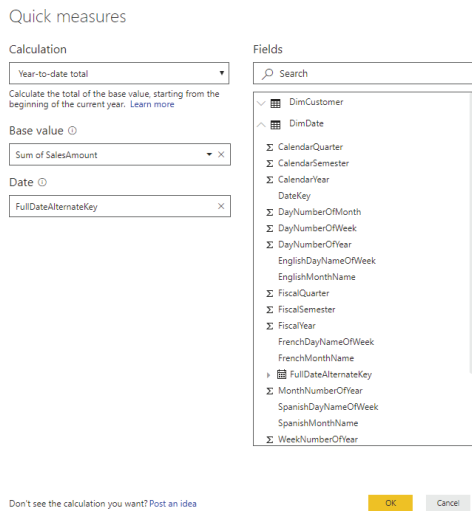 Quick measures
Calculation
Year-to-date total
Calculate the total of the base value, starting from the
beginning of the current year. Learn more
Base value
Sum of SalesAmount
Date
FullDateAlternateKey
Fields
Search
DimCustomer
DimDate
CalendarQuarter
CalendarSemester
CalendarYear
DateKey
DayNumberOfMonth
DayNumberOfWeek
DayNumberOfYear
EnglishDayNameOfWeek
EnglishMonthName
FiscalQuarter
FiscalSemester
FiscalYear
FrenchDayNameOfWeek
FrenchMonthName
FullDateAlternateKey
MonthNumberOfYear
SpanishDayNameOfWeek
SpanishMonthName
WeekNumberOfYear
Don't see the calculation you want? Post an idea
OK
Cancel